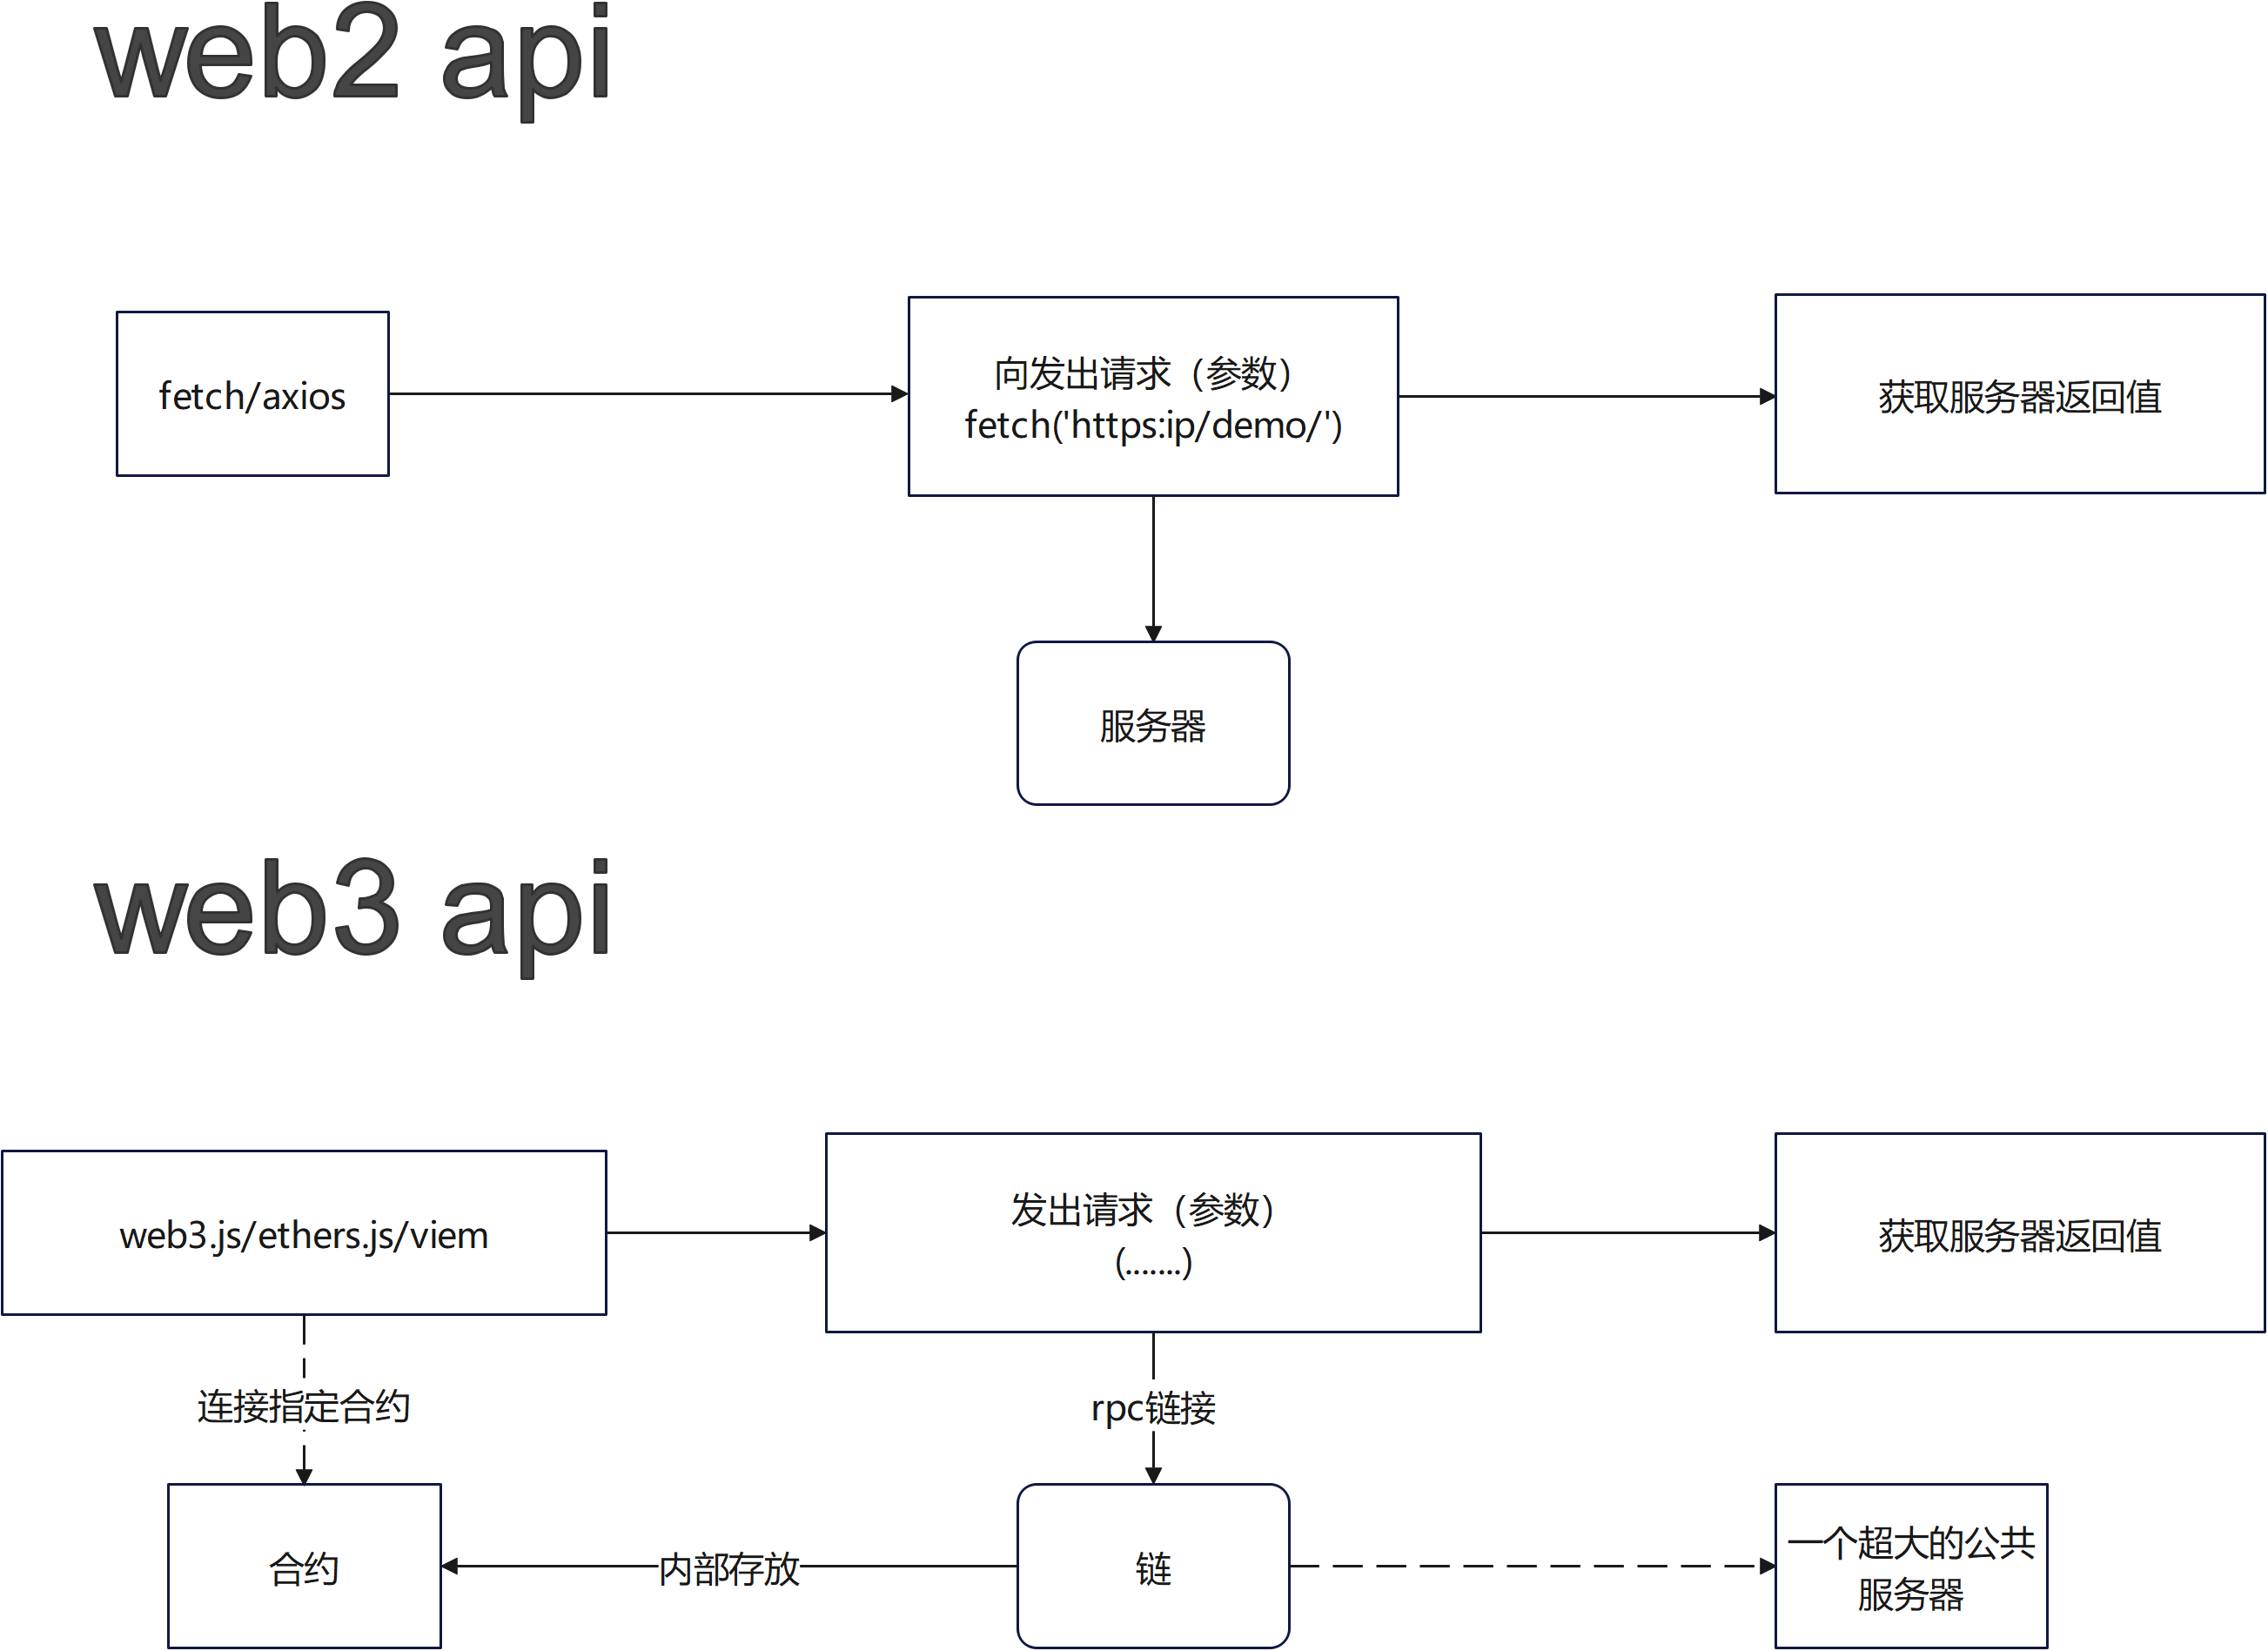 web2 api
fetch/axios
向发出请求（参数）
fetch('https:ip/demo/')
获取服务器返回值
服务器
web3 api
web3.js/ethers.js/viem
发出请求（参数）
(.......)
获取服务器返回值
连接指定合约
rpc链接
合约
内部存放
链
一个超大的公共
服务器